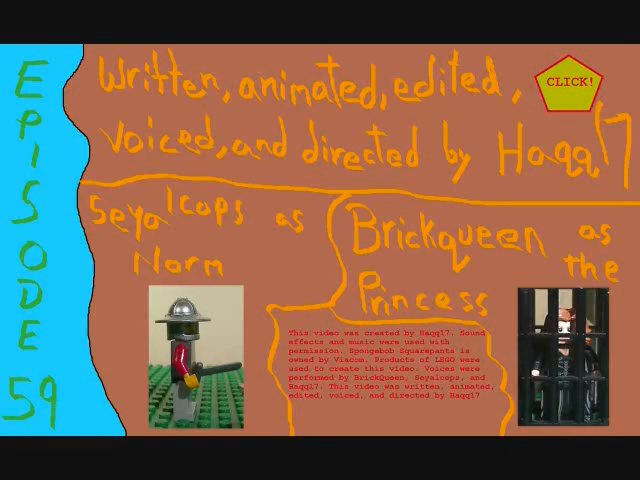 EPISODE 59
Written, animated, edited,
CLICK!
voiced, and directed by Haqq17
Seyalcops as
Norm
Brickqueen as
the
Princess
This video was created by Haqq17. Sound
effects and music were used with
permission. Spongebob Squarepants is
owned by Viacom. Products of LEGO were
used to create this video. Voices were
performed by BrickQueen, Seyalcops, and
Haqq17. This video was written, animated,
edited, voiced, and directed by Haqq17